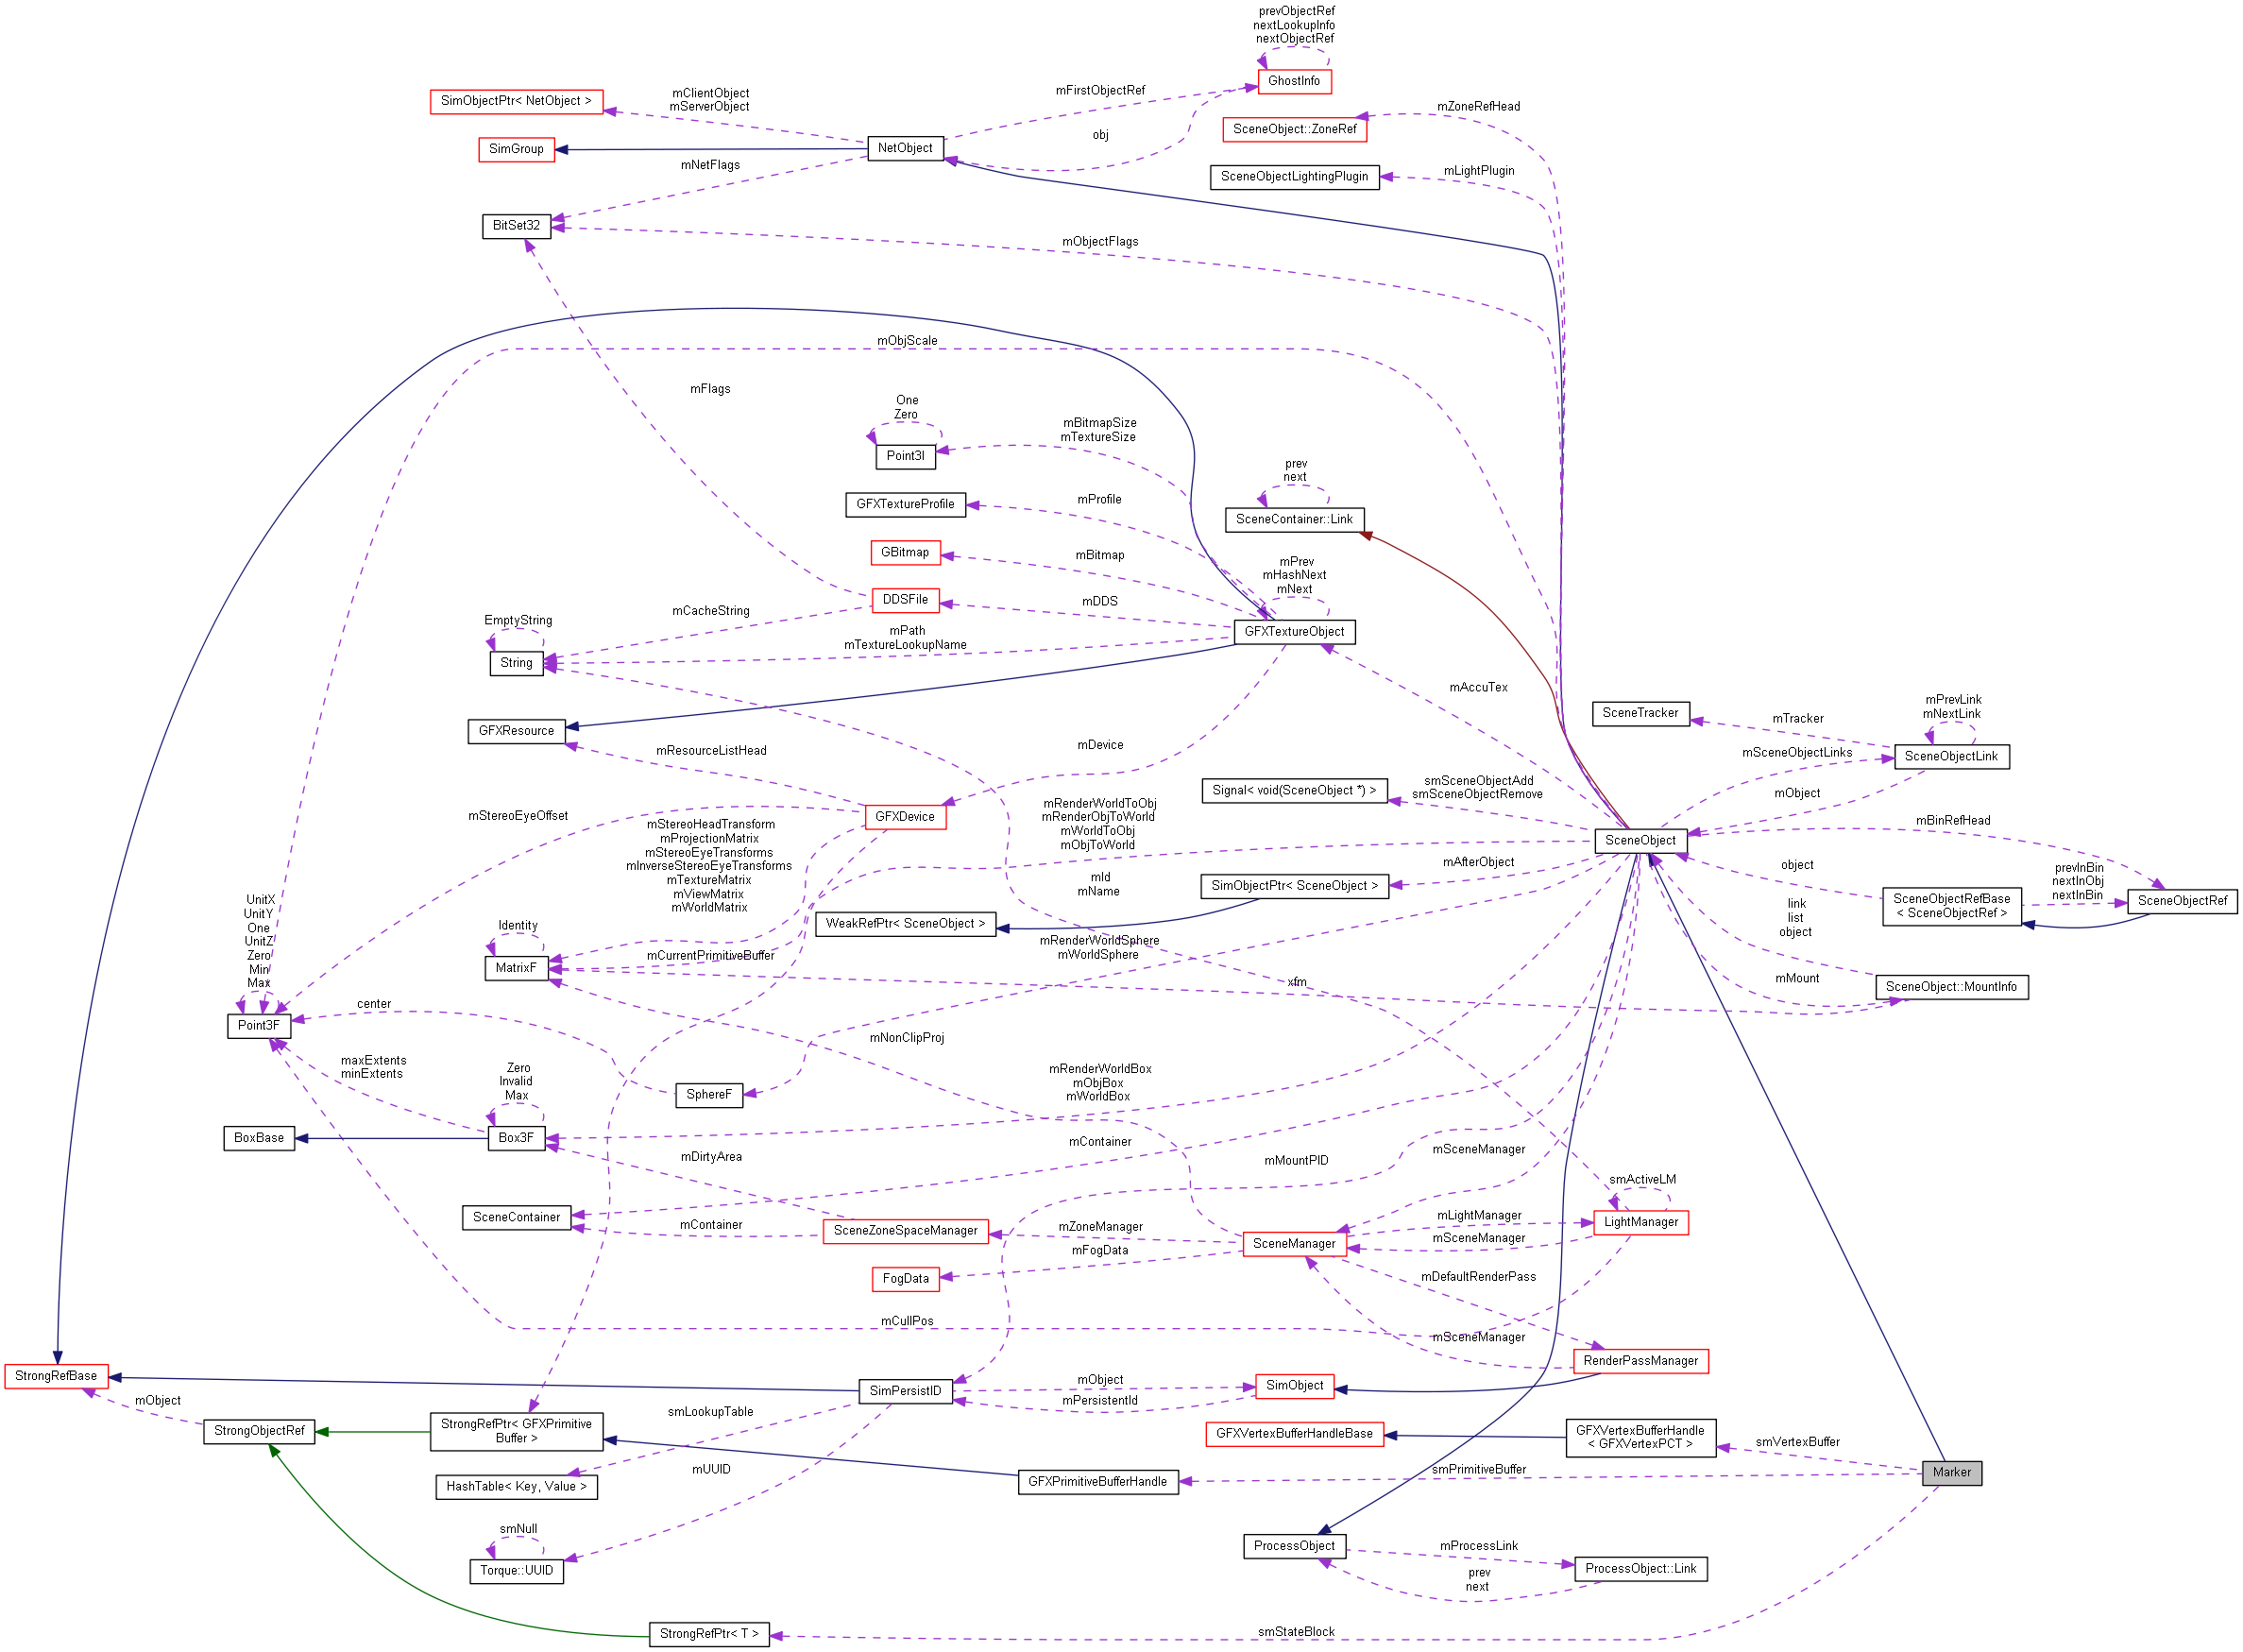 prevObjectRef
nextLookupInfo
nextObjectRef
GhostInfo
SimObjectPtr< NetObject >
mClientObject
mServerObject
mFirstObjectRef
mZoneRefHead
SceneObject::ZoneRef
obj
SimGroup
NetObject
mNetFlags
mLightPlugin
SceneObjectLightingPlugin
BitSet32
mObjectFlags
mObjScale
mFlags
One
Zero
Point3I
mBitmapSize
mTextureSize
prev
next
GFXTextureProfile
mProfile
SceneContainer::Link
GBitmap
mBitmap
mPrev
mHashNext
mNext
DDSFile
mDDS
mCacheString
EmptyString
String
mPath
mTextureLookupName
GFXTextureObject
mAccuTex
SceneTracker
mTracker
mPrevLink
mNextLink
SceneObjectLink
mSceneObjectLinks
mObject
GFXResource
mResourceListHead
mDevice
Signal< void(SceneObject *) >
smSceneObjectAdd
smSceneObjectRemove
GFXDevice
mStereoEyeOffset
mStereoHeadTransform
mProjectionMatrix
mStereoEyeTransforms
mInverseStereoEyeTransforms
mTextureMatrix
mViewMatrix
mWorldMatrix
mRenderWorldToObj
mRenderObjToWorld
mWorldToObj
mObjToWorld
SceneObject
mBinRefHead
mId
mName
SimObjectPtr< SceneObject >
mAfterObject
object
SceneObjectRefBase
< SceneObjectRef >
prevInBin
nextInObj
nextInBin
SceneObjectRef
WeakRefPtr< SceneObject >
link
list
object
UnitX
UnitY
One
UnitZ
Zero
Min
Max
Identity
MatrixF
mCurrentPrimitiveBuffer
mRenderWorldSphere
mWorldSphere
xfm
mMount
SceneObject::MountInfo
center
Point3F
mNonClipProj
maxExtents
minExtents
Zero
Invalid
Max
SphereF
mRenderWorldBox
mObjBox
mWorldBox
BoxBase
Box3F
mDirtyArea
mContainer
mMountPID
mSceneManager
smActiveLM
SceneContainer
mContainer
SceneZoneSpaceManager
mZoneManager
mFogData
FogData
SceneManager
mLightManager
mSceneManager
LightManager
mDefaultRenderPass
mCullPos
mSceneManager
RenderPassManager
StrongRefBase
mObject
SimPersistID
mObject
mPersistentId
SimObject
StrongObjectRef
StrongRefPtr< GFXPrimitive
Buffer >
smLookupTable
GFXVertexBufferHandleBase
GFXVertexBufferHandle
< GFXVertexPCT >
smVertexBuffer
HashTable< Key, Value >
mUUID
GFXPrimitiveBufferHandle
smPrimitiveBuffer
Marker
smNull
Torque::UUID
ProcessObject
mProcessLink
prev
next
ProcessObject::Link
StrongRefPtr< T >
smStateBlock